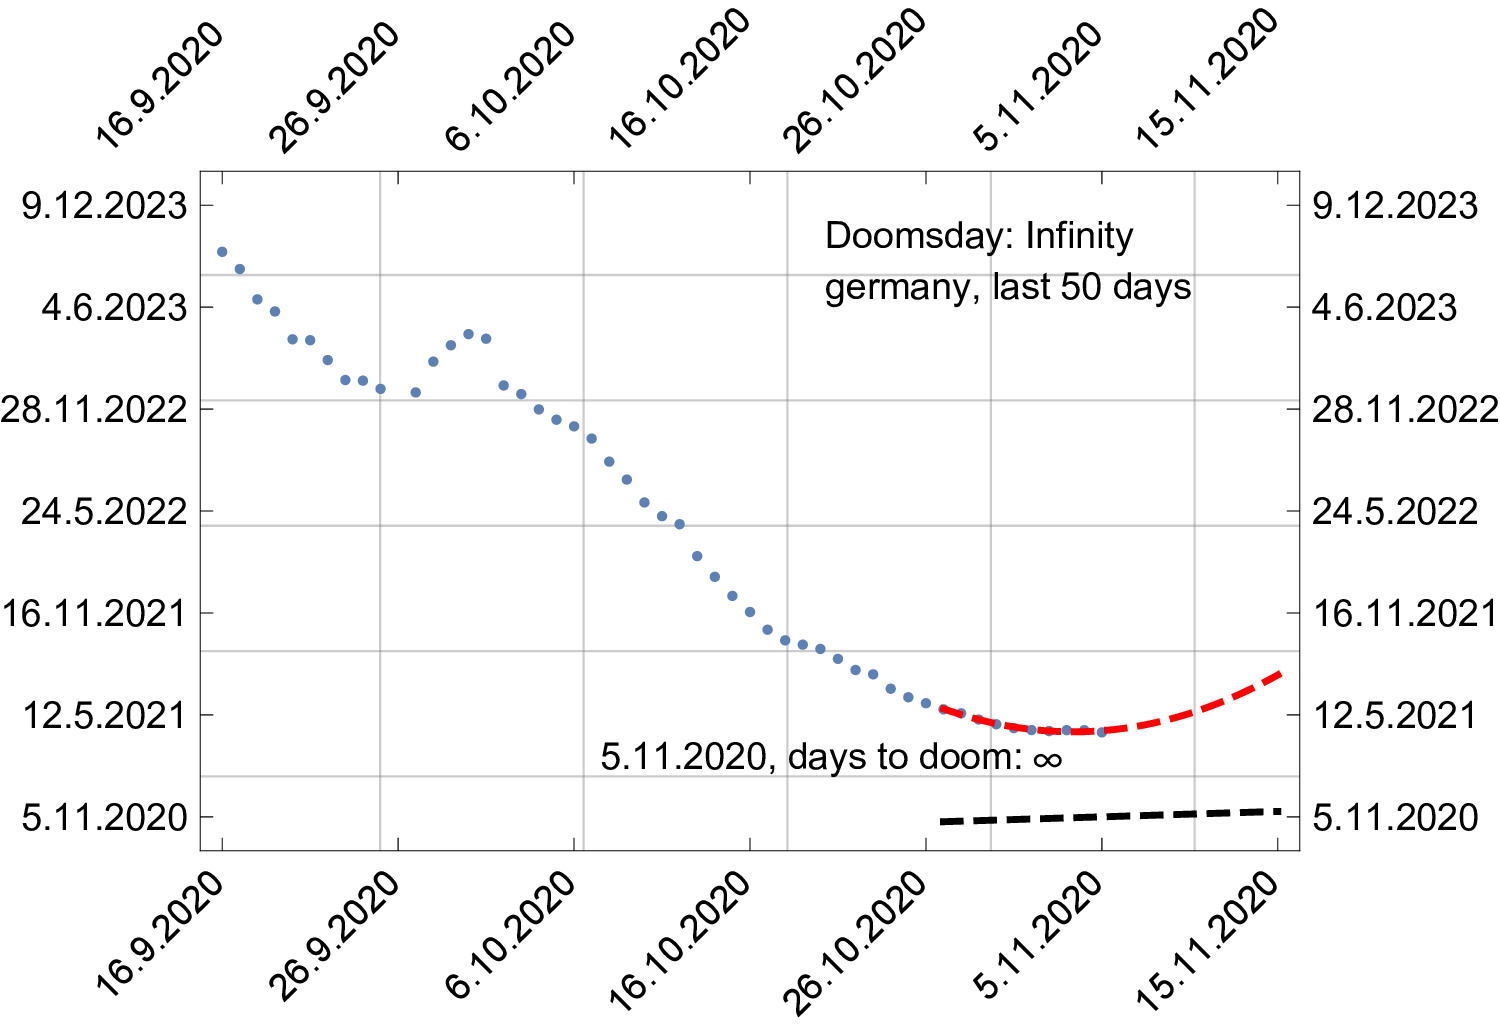 16.9.2020 26.9.2020 6.10.2020 16.10.2020 26.10.2020 5.11.2020 15.11.2020
9.12.2023 9.12.2023
Doomsday: Infinity
germany, last 50 days
4.6.2023 4.6.2023
28.11.2022 28.11.2022
24.5.2022 24.5.2022
16.11.2021 16.11.2021
12.5.2021 12.5.2021
5.11.2020, days to doom: ∞
5.11.2020 5.11.2020
16.9.2020 26.9.2020 6.10.2020 16.10.2020 26.10.2020 5.11.2020 15.11.2020